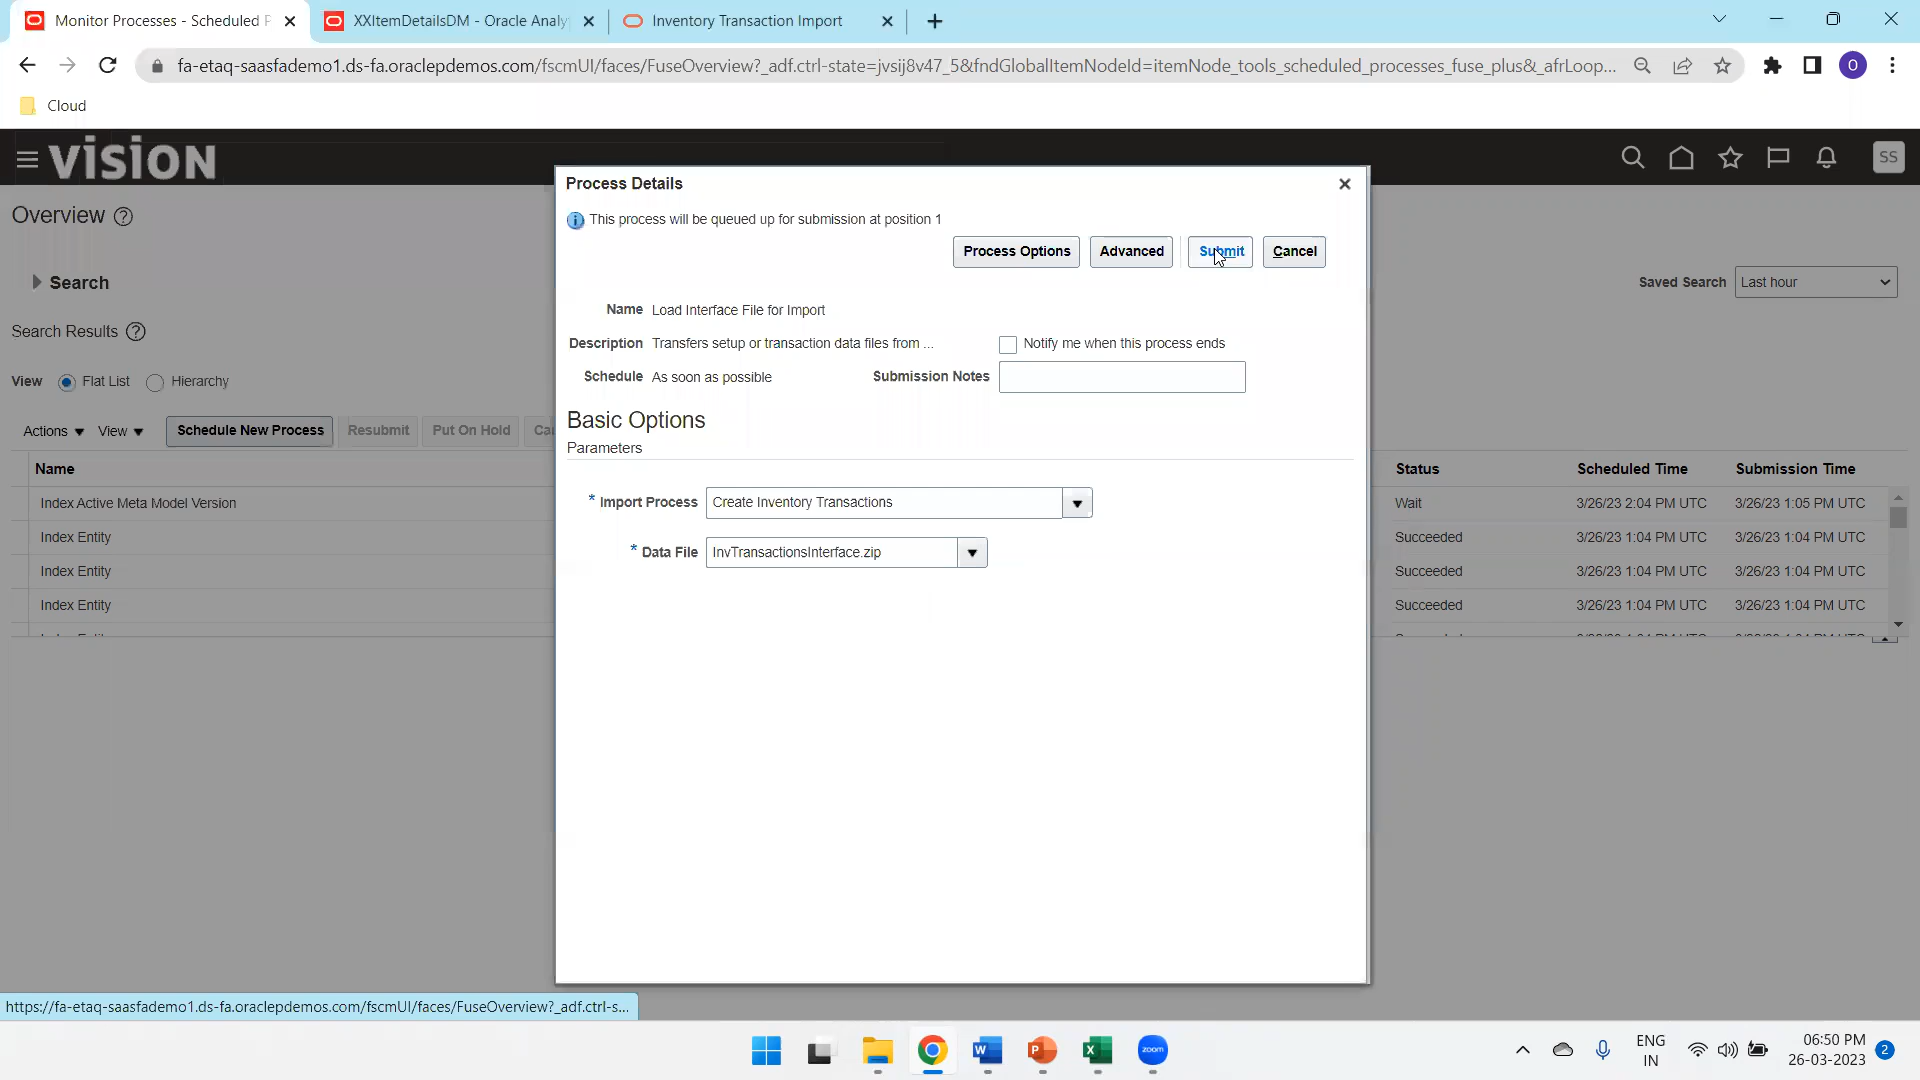 Monitor Processes - Scheduled P
XXItemDetailsDM - Oracle Analy
Inventory Transaction Import
fa-etaq-saasfademo1.ds-fa.oraclepdemos.com/fscmUI/faces/FuseOverview?_adf.ctrl-state=jvsij8v47_5&fndGlobalItemNodeId=itemNode_tools_scheduled_processes_fuse_plus&_afrLoop...
O
Cloud
VISION
SS
Process Details
This process will be queued up for submission at position 1
Process Options
Advanced
Submit
Cancel
Overview
Search
Saved Search
Last hour
Search Results
View
Flat List
Hierarchy
Name Load Interface File for Import
Description Transfers setup or transaction data files from ...
Notify me when this process ends
Schedule As soon as possible
Submission Notes
Basic Options
Parameters
* Import Process Create Inventory Transactions
* Data File InvTransactionsInterface.zip
Actions View Schedule New Process Resubmit Put On Hold
Name Status Scheduled Time Submission Time
Index Active Meta Model Version Wait 3/26/23 2:04 PM UTC 3/26/23 1:05 PM UTC
Index Entity Succeeded 3/26/23 1:04 PM UTC 3/26/23 1:04 PM UTC
Index Entity Succeeded 3/26/23 1:04 PM UTC 3/26/23 1:04 PM UTC
Index Entity Succeeded 3/26/23 1:04 PM UTC 3/26/23 1:04 PM UTC
https://fa-etaq-saasfademo1.ds-fa.oraclepdemos.com/fscmUI/faces/FuseOverview?_adf.ctrl-s...
zoom
ENG
IN
06:50 PM
26-03-2023
2